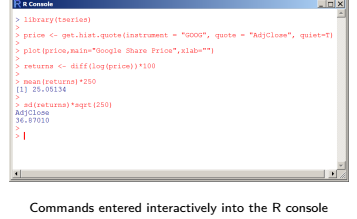 R Console
> library(tseries)
>
> price <- get.hist.quote(instrument = "GOOG", quote = "AdjClose", quiet=T)
>
> plot(price,main="Google Share Price",xlab="")
>
> returns <- diff(log(price))*100
>
> mean(returns)*250
[1] 25.05134
>
> sd(returns)*sqrt(250)
AdjClose
36.87010
>
>
Commands entered interactively into the R console